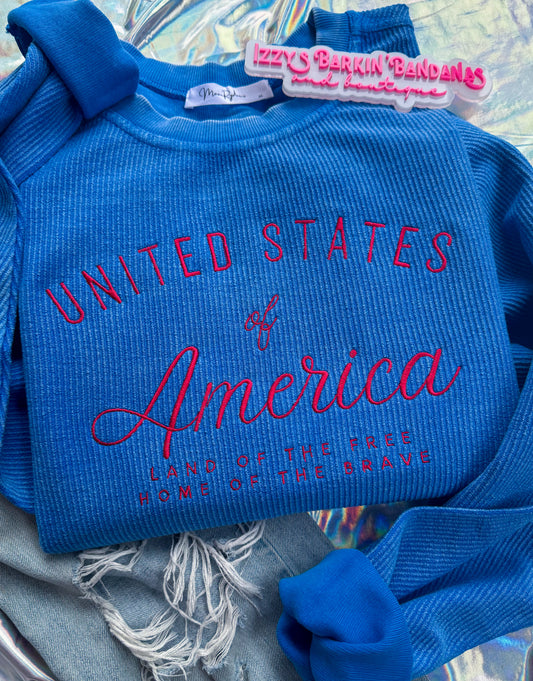 IZZY'S BARKIN' BANDANAS
and boutique
UNITED STATES
of
America
LAND OF THE FREE
HOME OF THE BRAVE